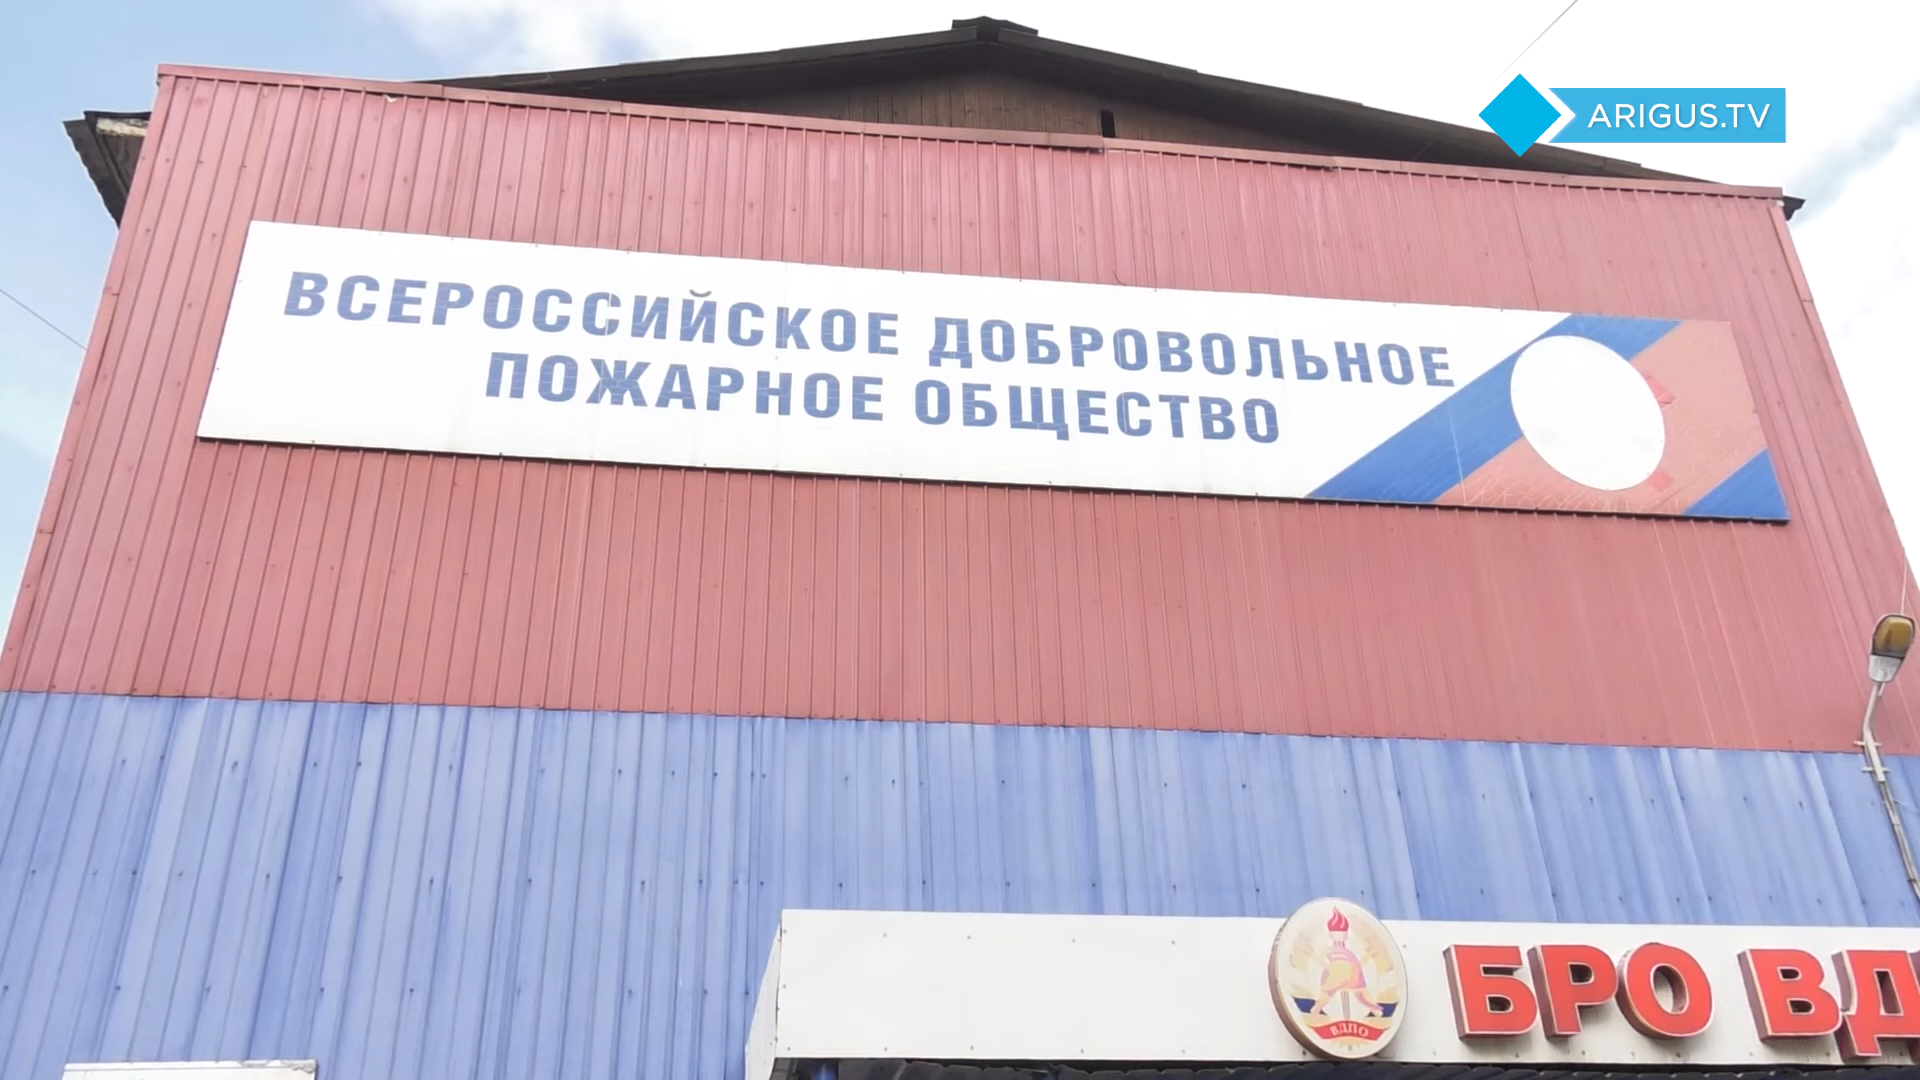 ARIGUS.TV
ВСЕРОССИЙСКОЕ ДОБРОВОЛЬНОЕ
ПОЖАРНОЕ ОБЩЕСТВО
ВДПО
БРО ВД